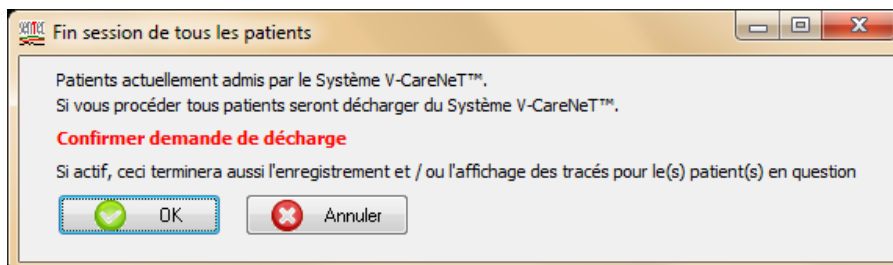 Fin session de tous les patients
Patients actuellement admis par le Système V-CareNeT™.
Si vous procéder tous patients seront décharger du Système V-CareNeT™.
Confirmer demande de décharge
Si actif, ceci terminera aussi l'enregistrement et / ou l'affichage des tracés pour le(s) patient(s) en question
OK
Annuler